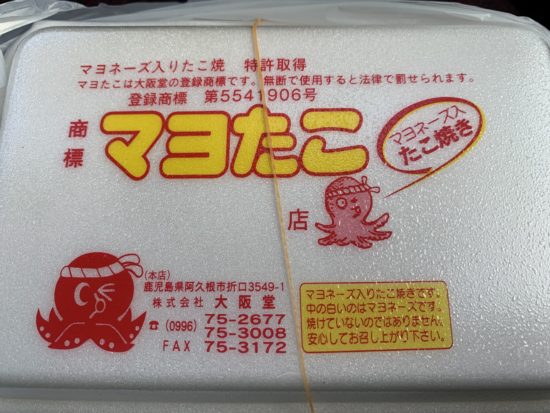 マヨネーズ入りたこ焼 特許取得
マヨたこは大阪堂の登録商標です。無断で使用すると法律で罰せられます。
登録商標 第5541906号
商標
マヨたこ
マヨネーズ入
たこ焼き
店
(本店)
鹿児島県阿久根市折口3549-1
株式会社 大阪堂
☎(0996) 75-2677
75-3008
FAX 75-3172
マヨネーズ入りたこ焼きです。
中の白いのはマヨネーズです。
焼けていないのではありません。
安心してお召し上がり下さい。